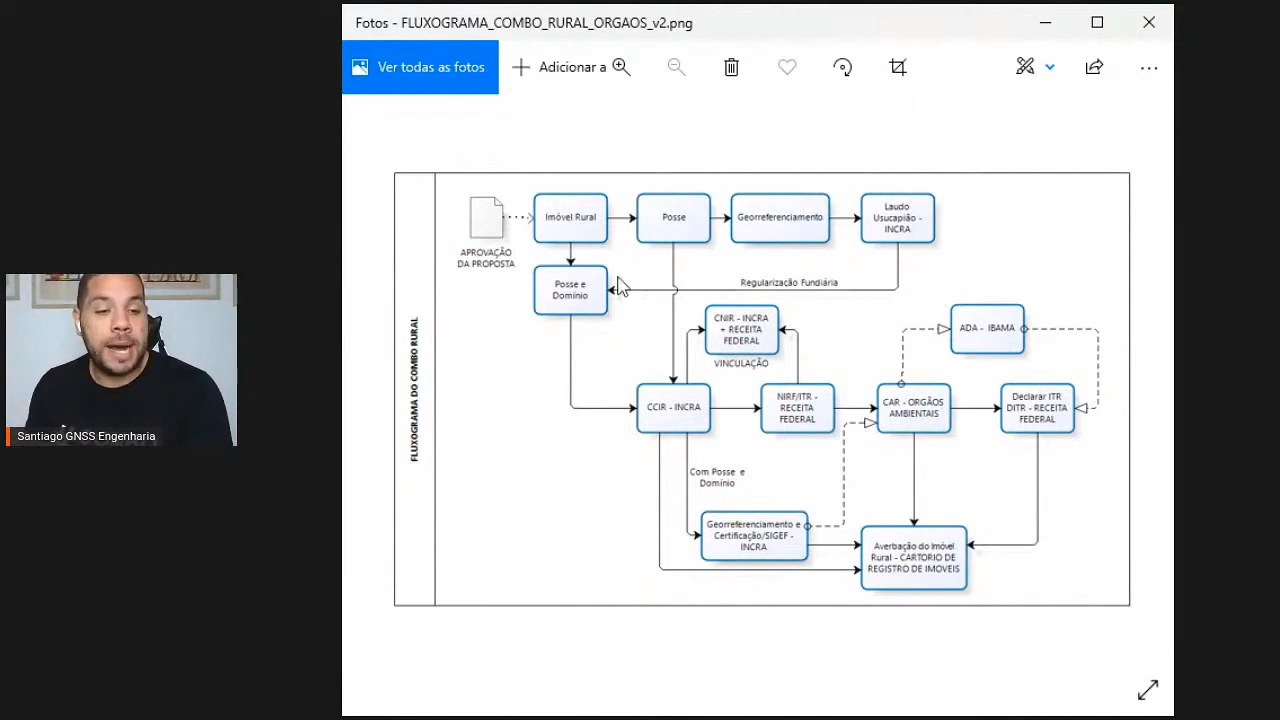 Fotos - FLUXOGRAMA_COMBO_RURAL_ORGAOS_v2.png
Ver todas as fotos
Adicionar a
Imóvel Rural
Posse
Georreferenciamento
Laudo
Usucapião -
INCRA
APROVAÇÃO
DA PROPOSTA
Posse e
Domínio
Regularização Fundiária
CNIR - INCRA
+ RECEITA
FEDERAL
VINCULAÇÃO
ADA - IBAMA
FLUXOGRAMA DO COMBO RURAL
CCIR - INCRA
NIRF/ITR -
RECEITA
FEDERAL
CAR - ORGÃOS
AMBIENTAIS
Declarar ITR
DITR - RECEITA
FEDERAL
Santiago GNSS Engenharia
Com Posse e
Domínio
Georreferenciamento e
Certificação/SIGEF -
INCRA
Averbação do Imóvel
Rural - CARTORIO DE
REGISTRO DE IMOVEIS